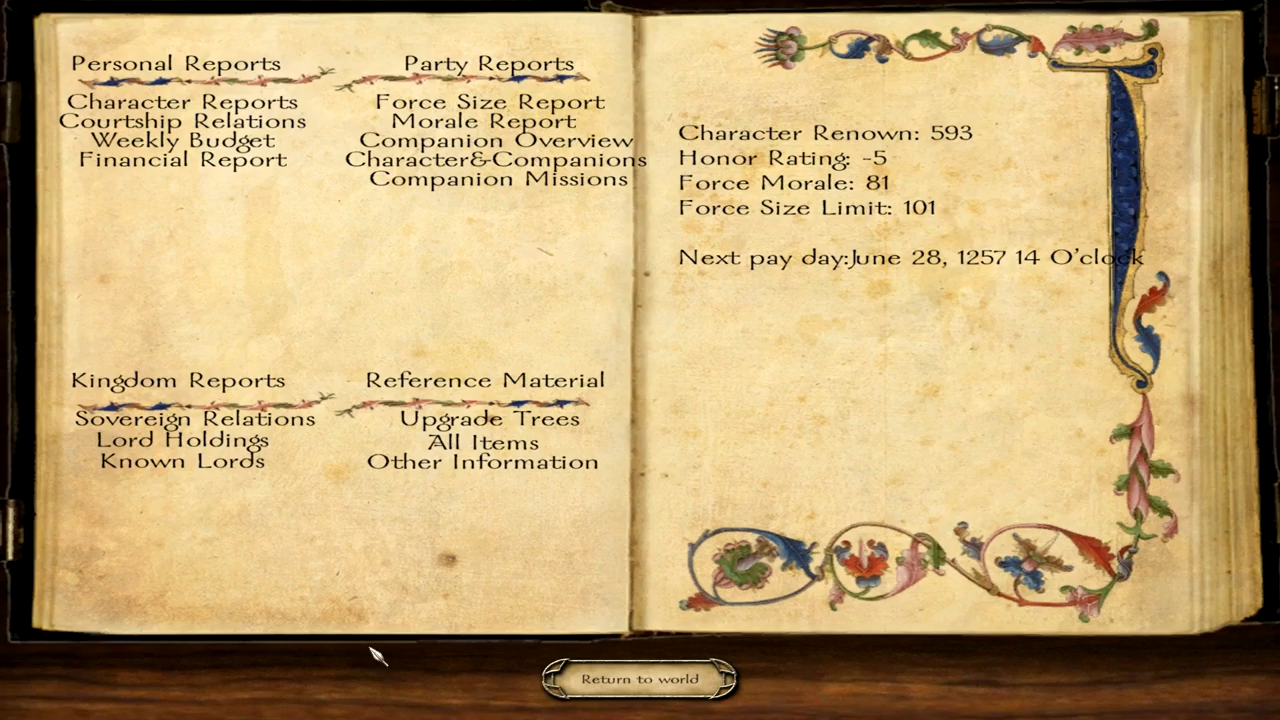 Personal Reports
Character Reports
Courtship Relations
Weekly Budget
Financial Report
Party Reports
Force Size Report
Morale Report
Companion Overview
Character&Companions
Companion Missions
Kingdom Reports
Sovereign Relations
Lord Holdings
Known Lords
Reference Material
Upgrade Trees
All Items
Other Information
Character Renown: 593
Honor Rating: -5
Force Morale: 81
Force Size Limit: 101
Next pay day:June 28, 1257 14 O'clock
Return to world